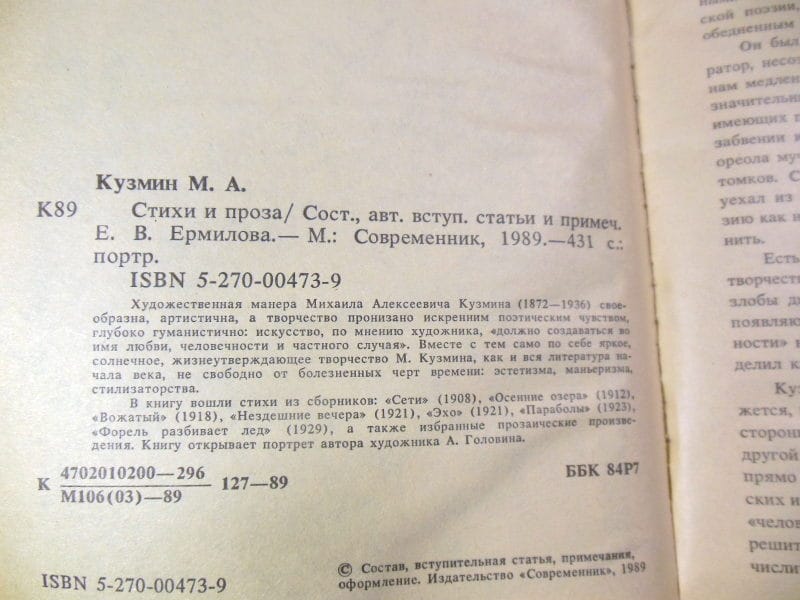 Кузмин М. А.
К89 Стихи и проза/ Сост., авт. вступ. статьи и примеч.
Е. В. Ермилова.— М.: Современник, 1989.—431 с.:
портр.
ISBN 5-270-00473-9
Художественная манера Михаила Алексеевича Кузмина (1872—1936) свое-
образна, артистична, а творчество пронизано искренним поэтическим чувством,
глубоко гуманистично: искусство, по мнению художника, «должно создаваться во
имя любви, человечности и частного случая». Вместе с тем само по себе яркое,
солнечное, жизнеутверждающее творчество М. Кузмина, как и вся литература на-
чала века, не свободно от болезненных черт времени: эстетизма, маньеризма,
стилизаторства.
В книгу вошли стихи из сборников: «Сети» (1908), «Осенние озера» (1912),
«Вожатый» (1918), «Нездешние вечера» (1921), «Эхо» (1921), «Параболы» (1923),
«Форель разбивает лед» (1929), а также избранные прозаические произве-
дения. Книгу открывает портрет автора художника А. Головина.
К 4702010200—296
М106(03)—89
127—89
ББК 84Р7
ISBN 5-270-00473-9
© Состав, вступительная статья, примечания,
оформление. Издательство «Современник», 1989
ской поэзии,
обедненным
Он был
ратор, несо
нам медлен
значительн
имеющих п
забвении и
ореола му
томков. С
уехал из
зию как н
нить.
Есть
творчест
злобы д
появляю
ности» н
делил к
Куз
жется,
сторон
другой
прямо
ских и
«челов
решит
числит